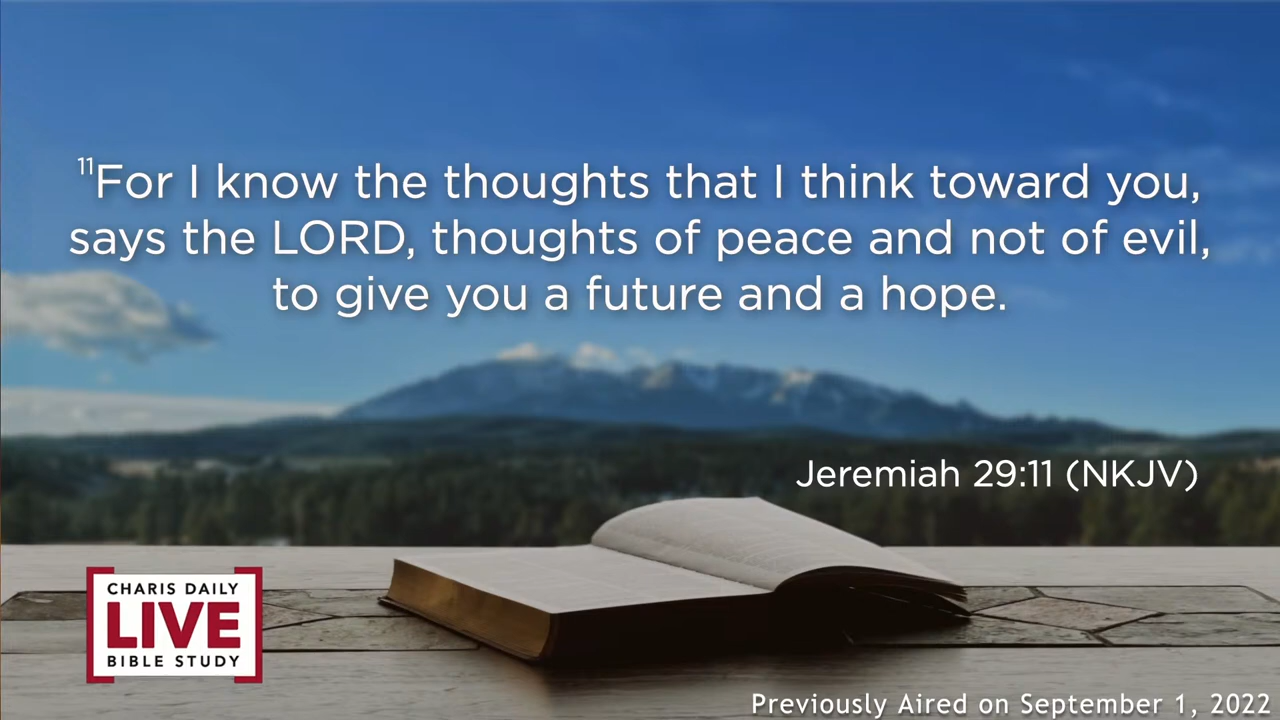 11For I know the thoughts that I think toward you,
says the LORD, thoughts of peace and not of evil,
to give you a future and a hope.
Jeremiah 29:11 (NKJV)
CHARIS DAILY
LIVE
BIBLE STUDY
Previously Aired on September 1, 2022